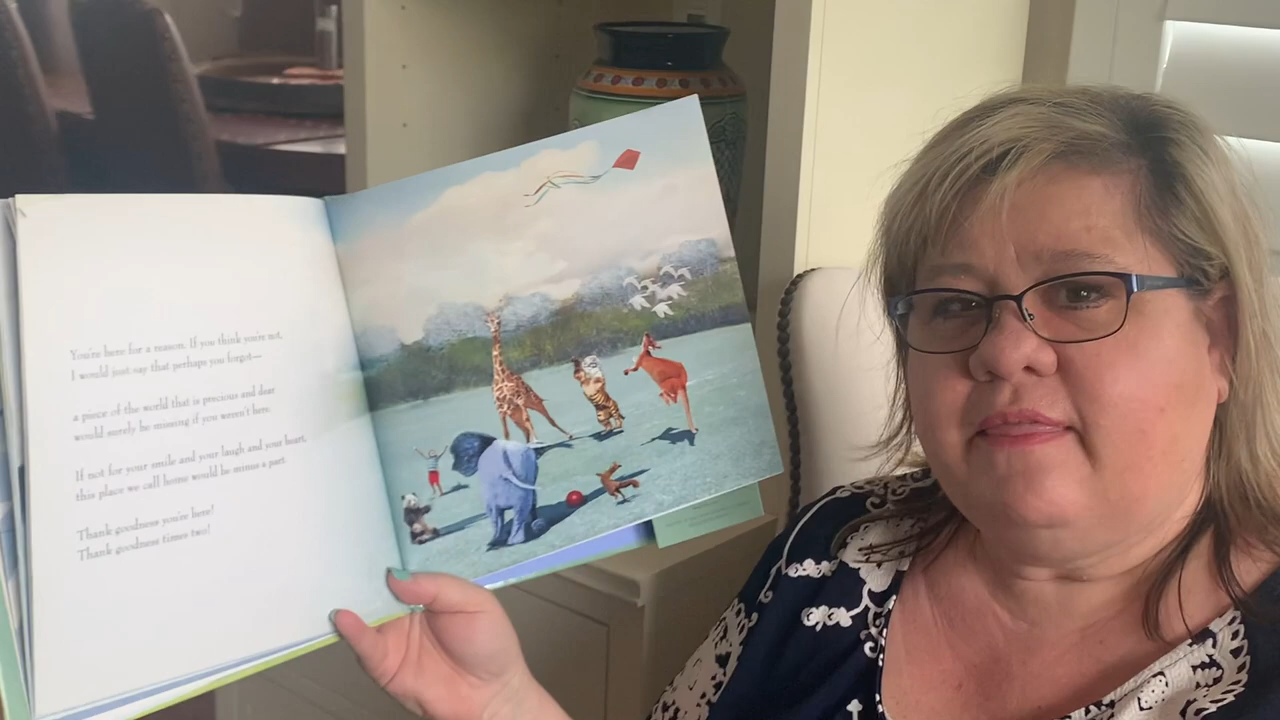 You're here for a reason. If you think you're not,
I would just say that perhaps you forgot—
a piece of the world that is precious and dear
would surely be missing if you weren't here.
If not for your smile and your laugh and your heart,
this place we call home would be minus a part.
Thank goodness you're here!
Thank goodness times two!